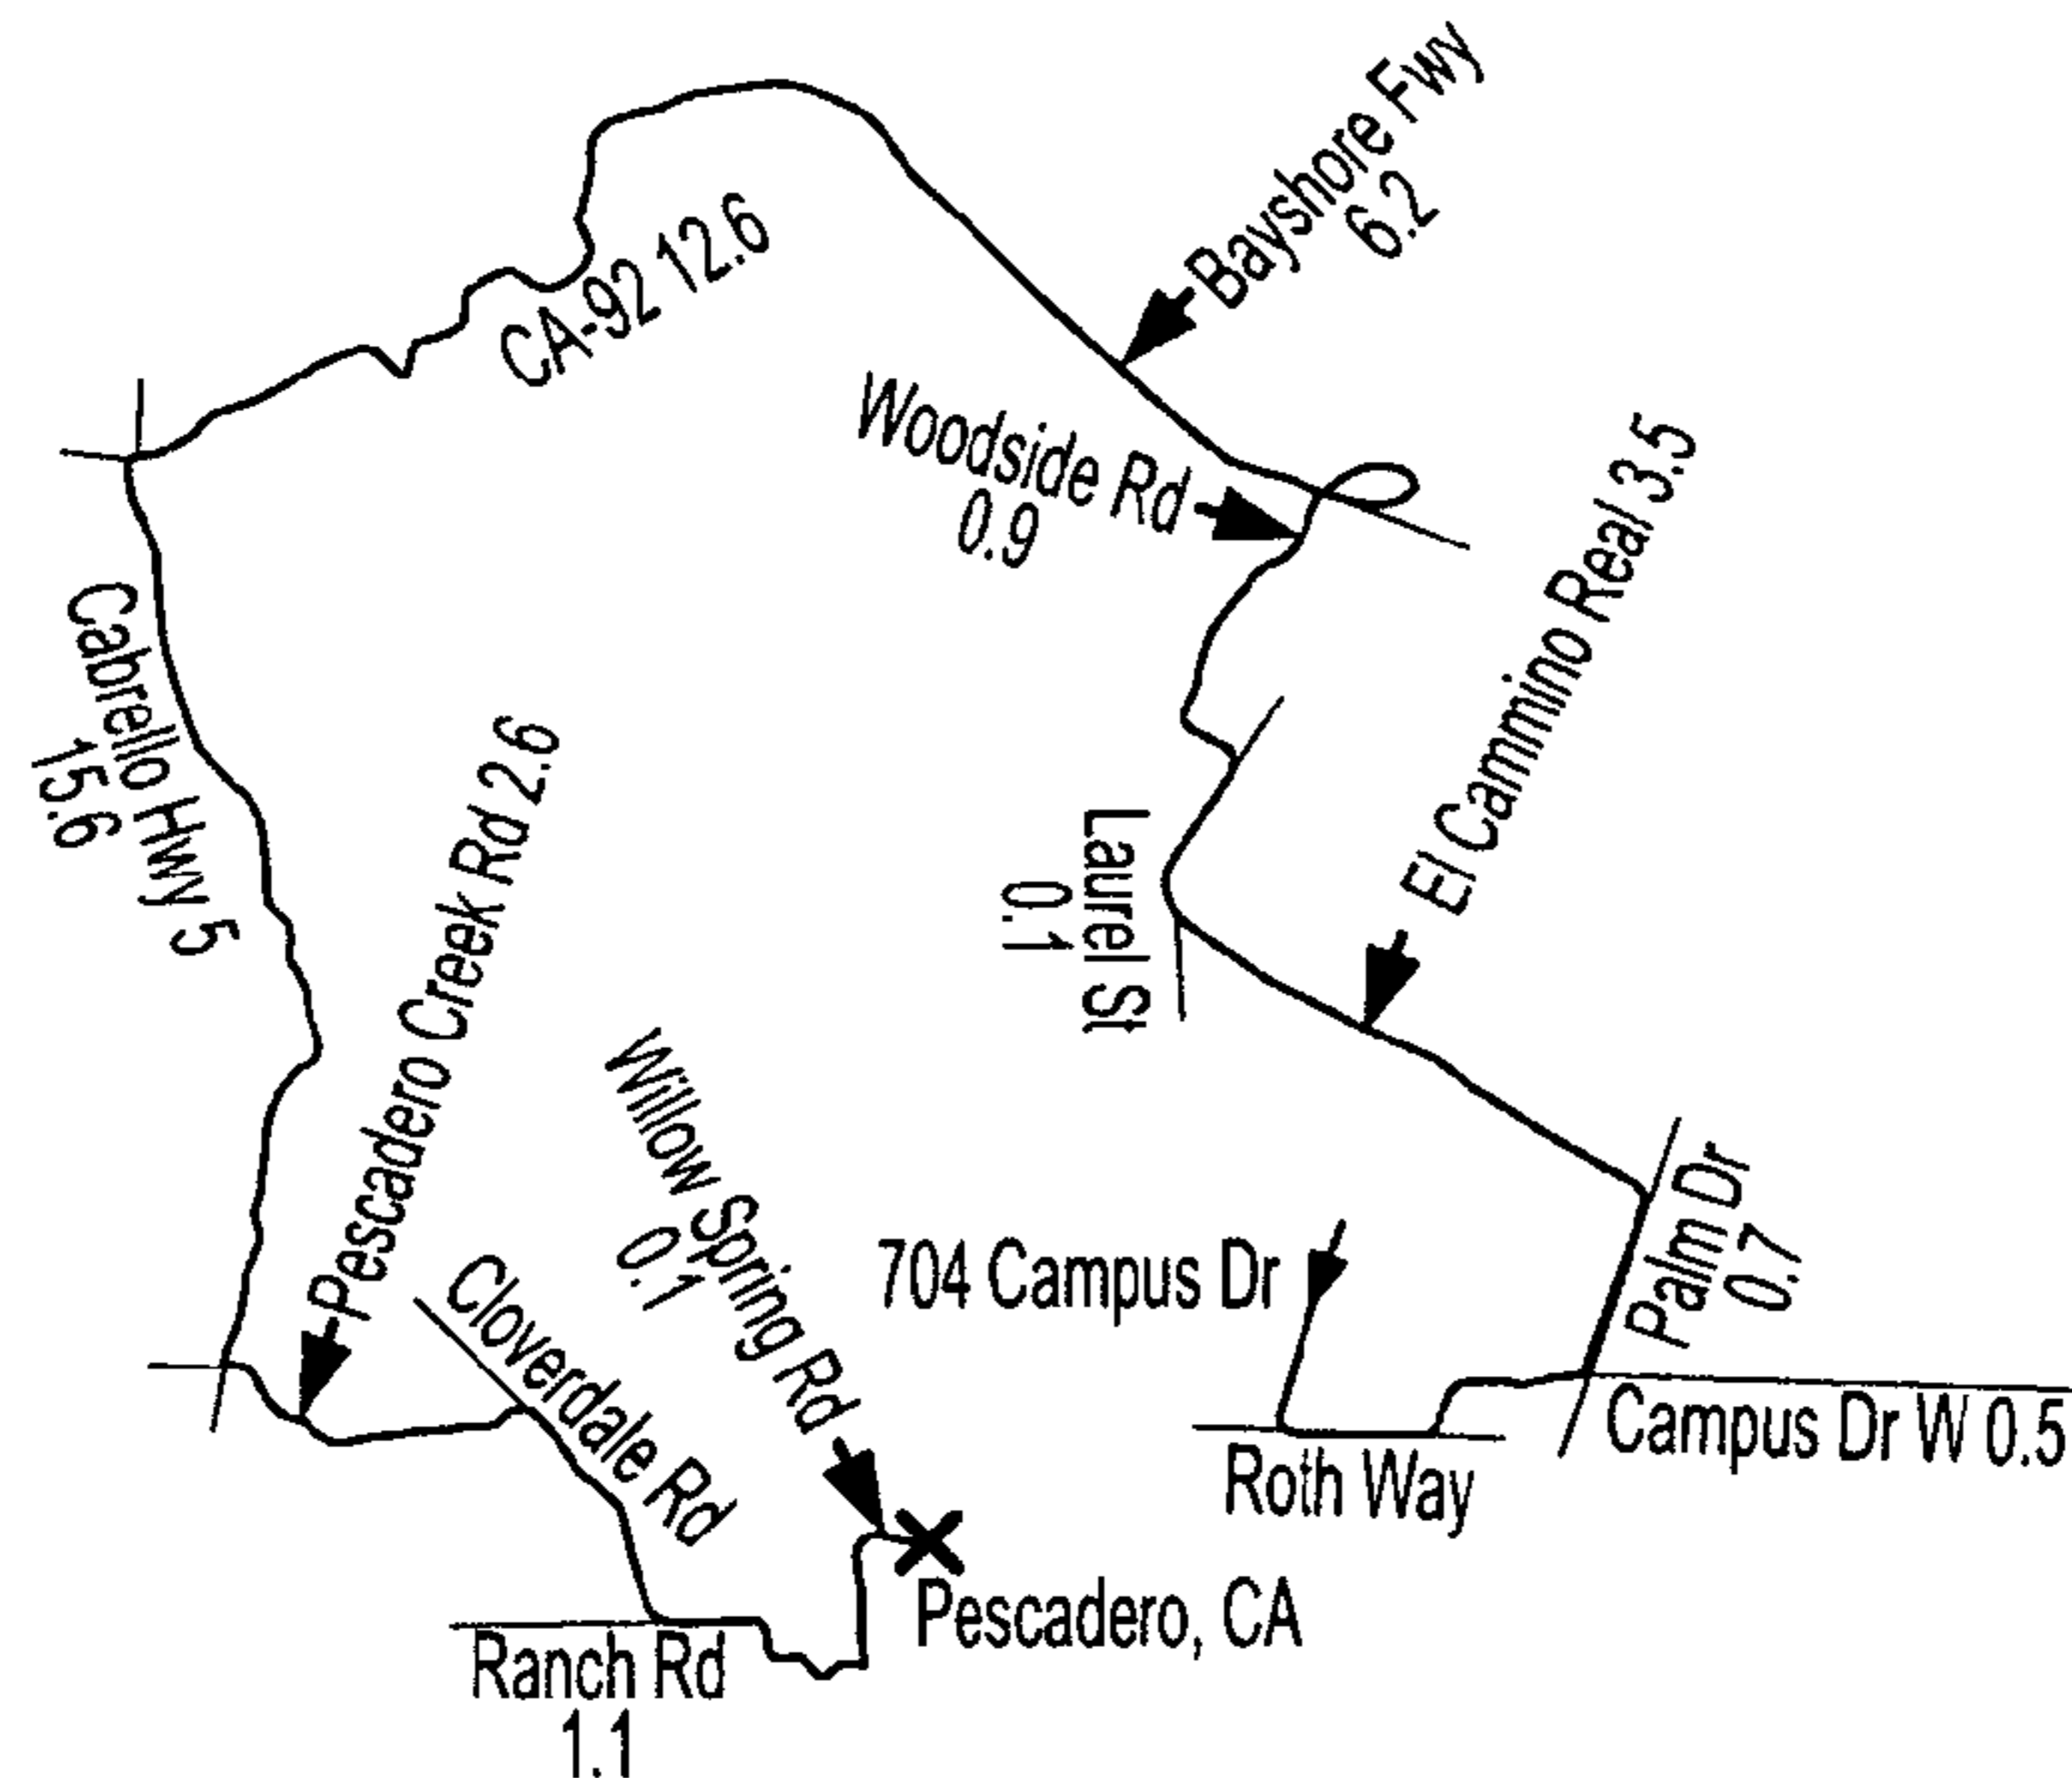 Bayshore Fwy
6.2
CA-92 12.6
Woodside Rd
0.9
El Cammino Real 3.5
Cabrello Hwy 5
15.6
Pescadero Creek Rd 2.6
Laurel St
0.1
Willow Spring Rd
0.1
Palm Dr
0.7
704 Campus Dr
Cloverdale Rd
Campus Dr W 0.5
Roth Way
Pescadero, CA
Ranch Rd
1.1